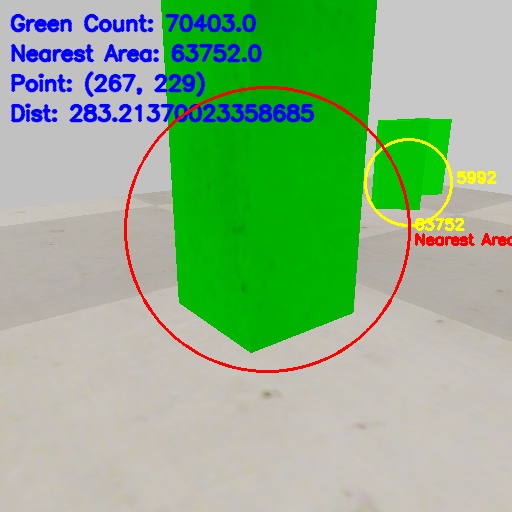 Green Count: 70403.0
Nearest Area: 63752.0
Point: (267, 229)
Dist: 283.21370023358685
5992
63752
Nearest Area